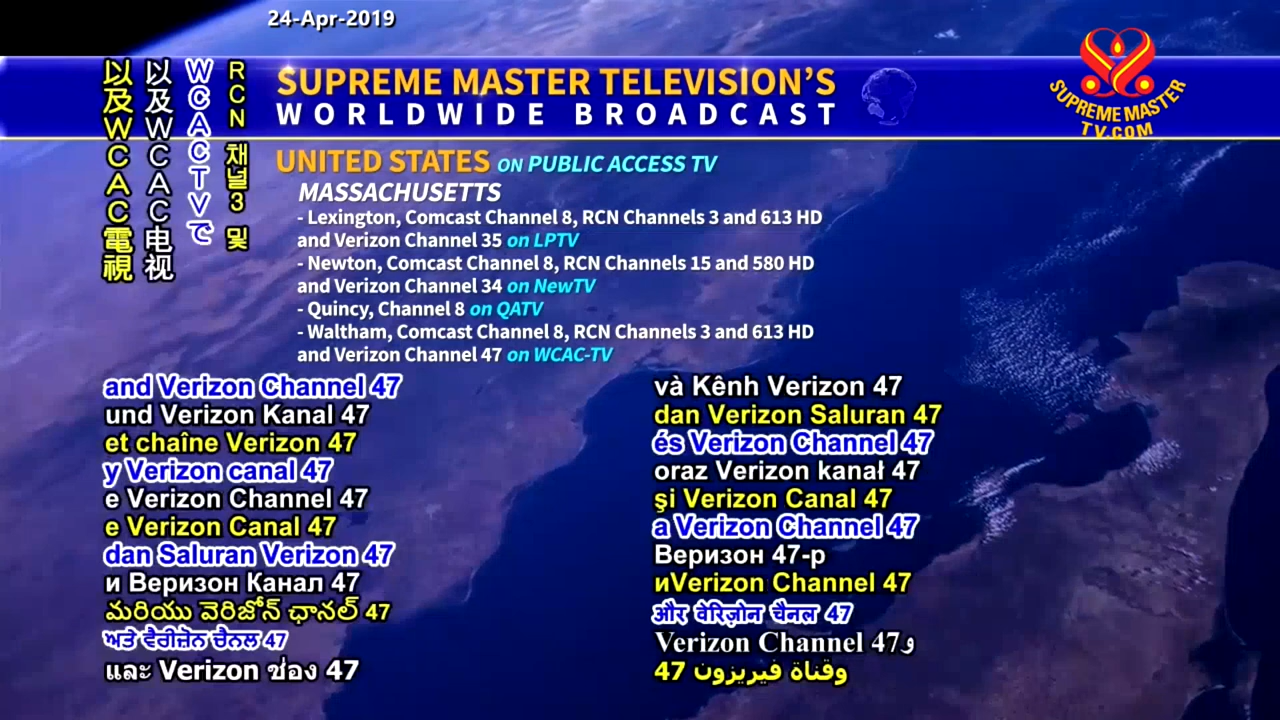 24-Apr-2019
以及WCAC電視
以及WCAC电视
WCACTVで
RCN 채널3 및
SUPREME MASTER TELEVISION'S
WORLDWIDE BROADCAST
SUPREME MASTER
TV.COM
UNITED STATES ON PUBLIC ACCESS TV
MASSACHUSETTS
- Lexington, Comcast Channel 8, RCN Channels 3 and 613 HD
and Verizon Channel 35 on LPTV
- Newton, Comcast Channel 8, RCN Channels 15 and 580 HD
and Verizon Channel 34 on NewTV
- Quincy, Channel 8 on QATV
- Waltham, Comcast Channel 8, RCN Channels 3 and 613 HD
and Verizon Channel 47 on WCAC-TV
and Verizon Channel 47
und Verizon Kanal 47
et chaîne Verizon 47
y Verizon canal 47
e Verizon Channel 47
e Verizon Canal 47
dan Saluran Verizon 47
и Веризон Канал 47
మరియు వెరిజోన్ ఛానల్ 47
ਅਤੇ ਵੈਰੀਜ਼ੋਨ ਚੈਨਲ 47
และ Verizon ช่อง 47
và Kênh Verizon 47
dan Verizon Saluran 47
és Verizon Channel 47
oraz Verizon kanał 47
şi Verizon Canal 47
a Verizon Channel 47
Веризон 47-р
иVerizon Channel 47
और वेरिज़ोन चैनल 47
Verizon Channel 47و
وقناة فيريزون 47